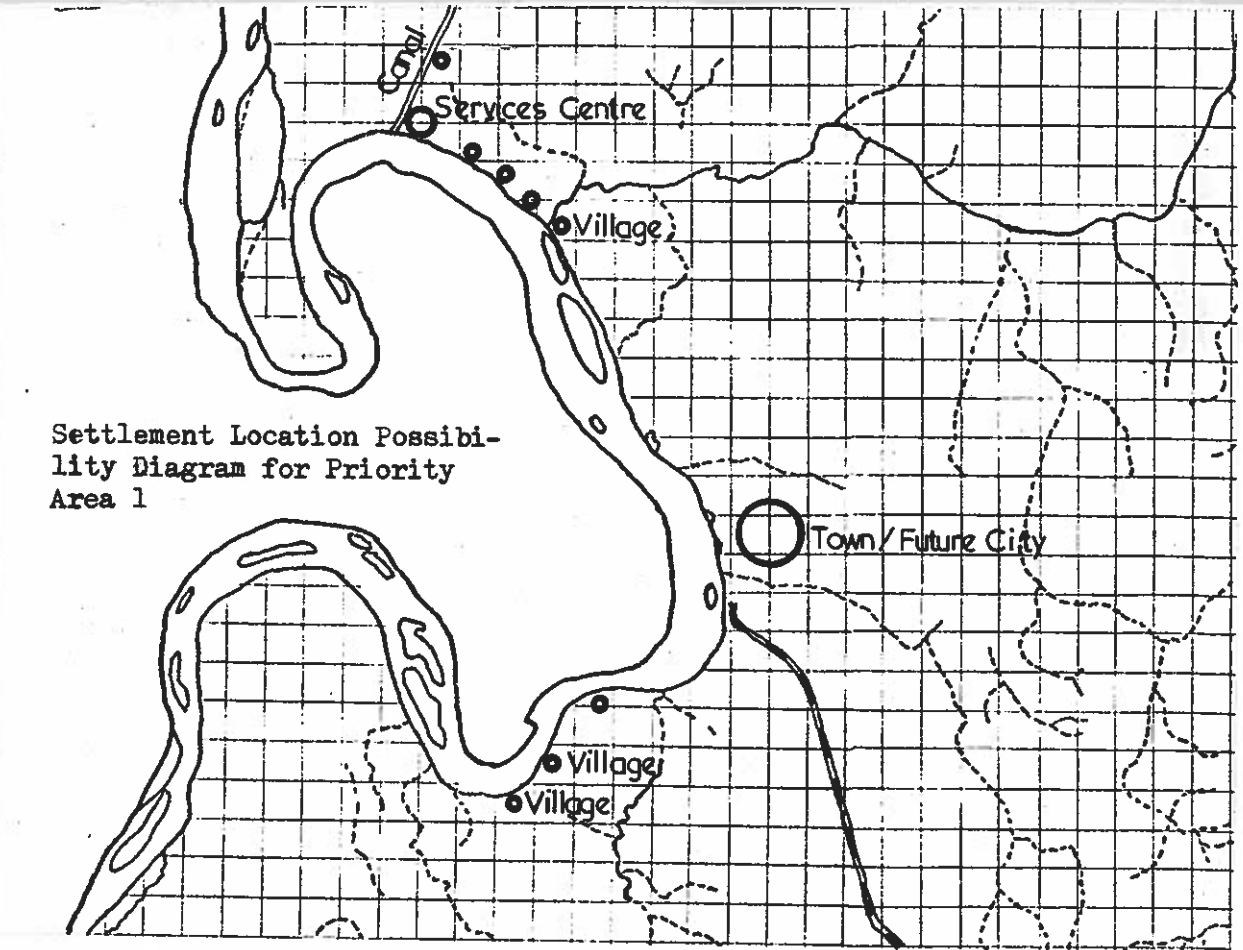 Canal
Services Centre
Village
Settlement Location Possibi-
lity Diagram for Priority
Area 1
Town/Future City
Village
Village